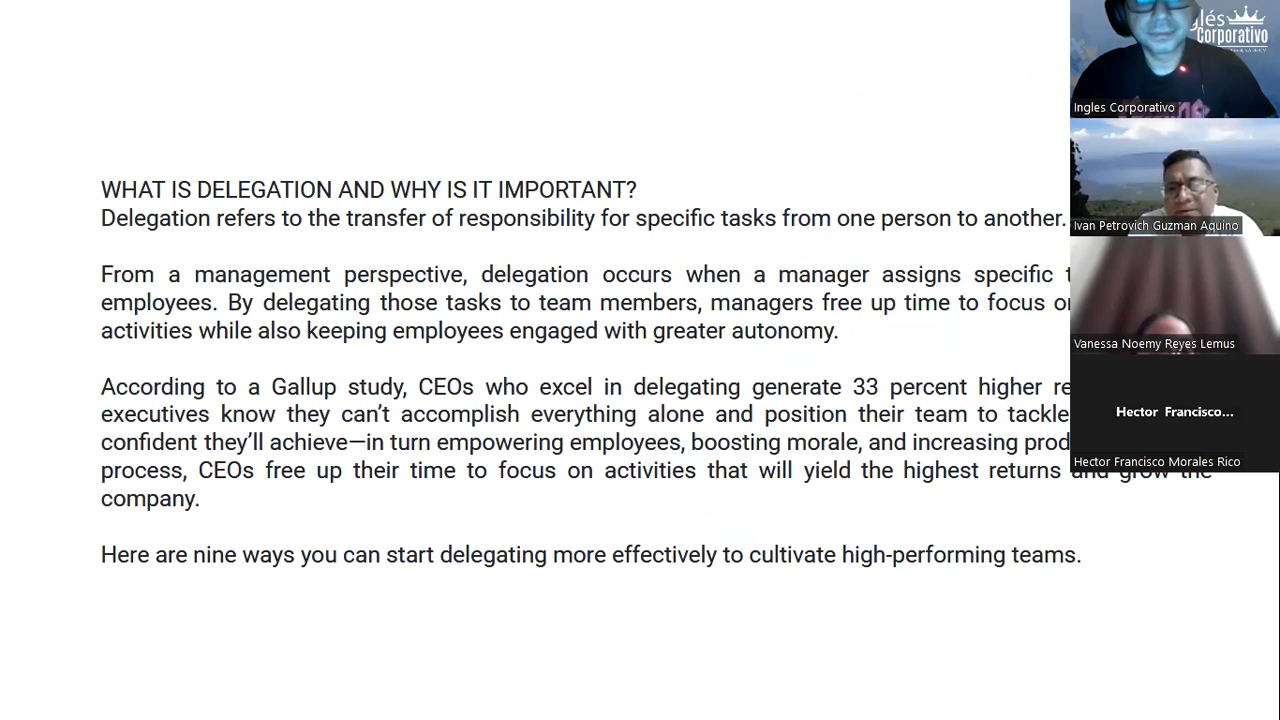 WHAT IS DELEGATION AND WHY IS IT IMPORTANT?
Delegation refers to the transfer of responsibility for specific tasks from one person to another.
From a management perspective, delegation occurs when a manager assigns specific
employees. By delegating those tasks to team members, managers free up time to focus
activities while also keeping employees engaged with greater autonomy.
According to a Gallup study, CEOs who excel in delegating generate 33 percent higher
executives know they can’t accomplish everything alone and position their team to tackle
confident they’ll achieve—in turn empowering employees, boosting morale, and increasing
process, CEOs free up their time to focus on activities that will yield the highest returns and grow the
company.
Here are nine ways you can start delegating more effectively to cultivate high-performing teams.
Corporativo
Ingles Corporativo
Ivan Petrovich Guzman Aquino
Vanessa Noemy Reyes Lemus
Hector Francisco...
Hector Francisco Morales Rico